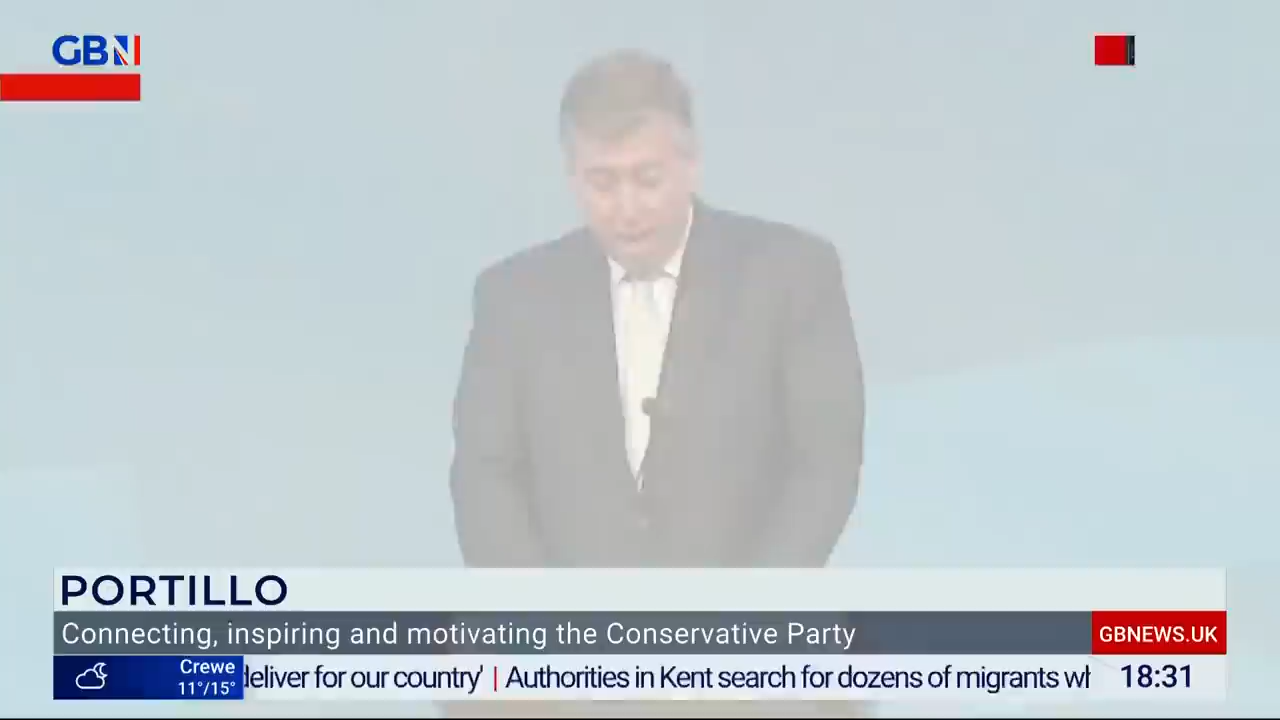 GBN
PORTILLO
Connecting, inspiring and motivating the Conservative Party
GBNEWS.UK
Crewe
11°/15°
deliver for our country' | Authorities in Kent search for dozens of migrants
18:31